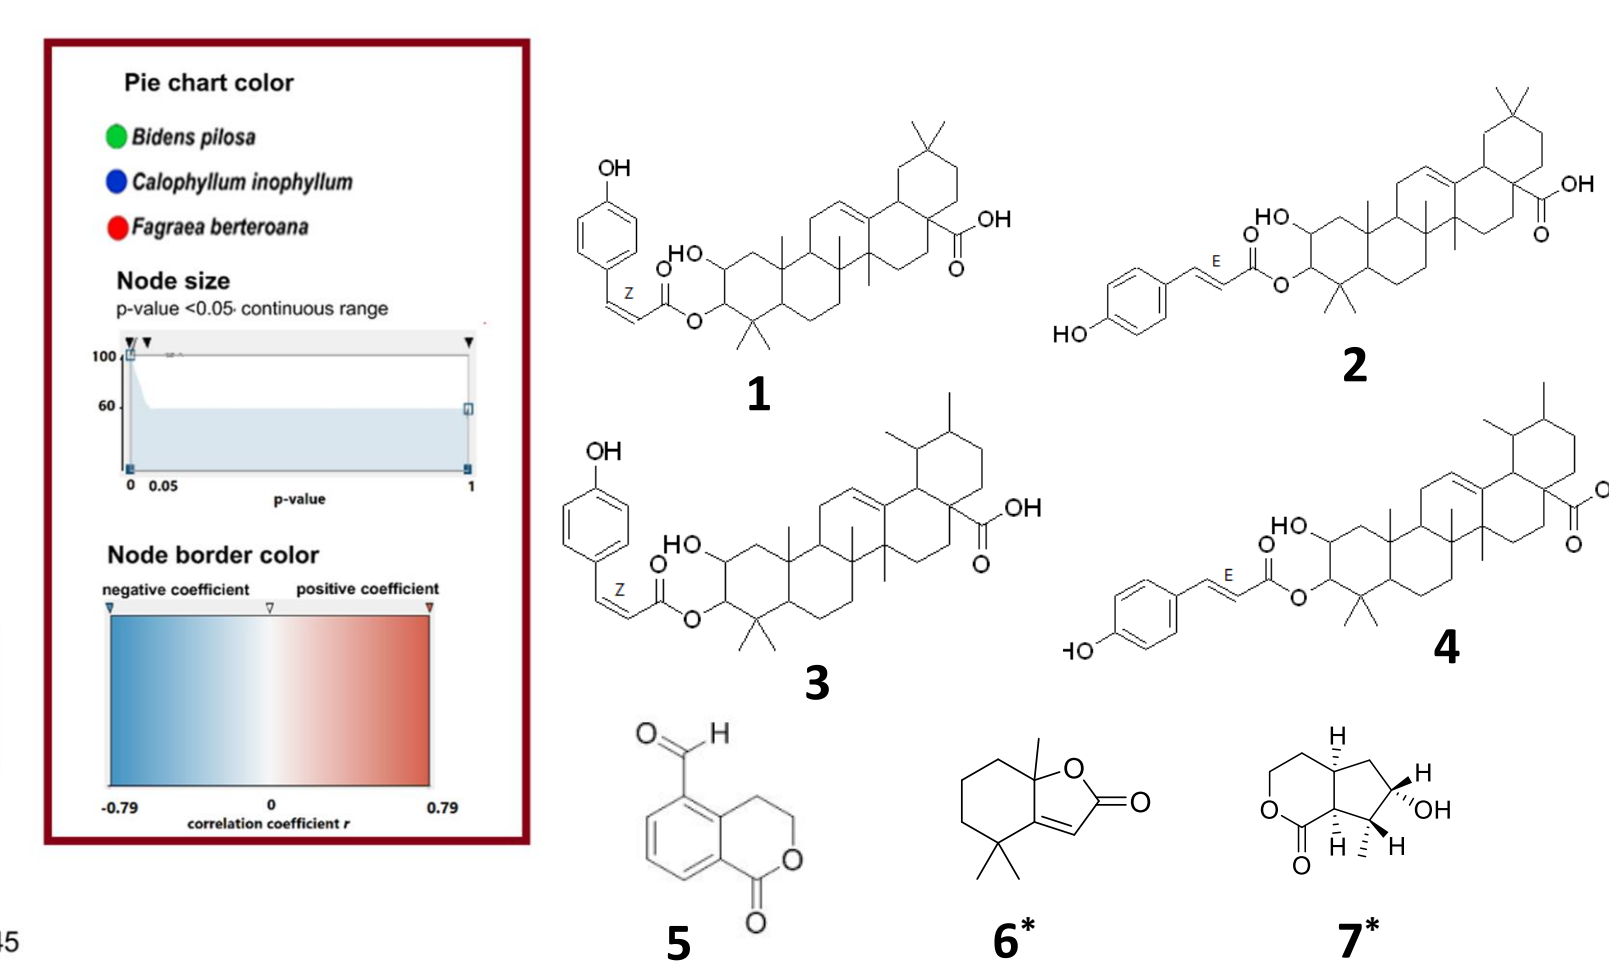 Pie chart color
Bidens pilosa
Calophyllum inophyllum
Fagraea berteroana
Node size
p-value <0.05 continuous range
100
60
0 0.05 1
p-value
Node border color
negative coefficient positive coefficient
-0.79 0 0.79
correlation coefficient r
OH
HO
O
Z
O
OH
O
1
OH
HO
O
E
O
O
HO
2
OH
HO
O
Z
O
OH
O
3
O
HO
O
E
O
O
HO
4
O H
O
O
5
O
O
6*
H
H
OH
O
H H
O
7*
45